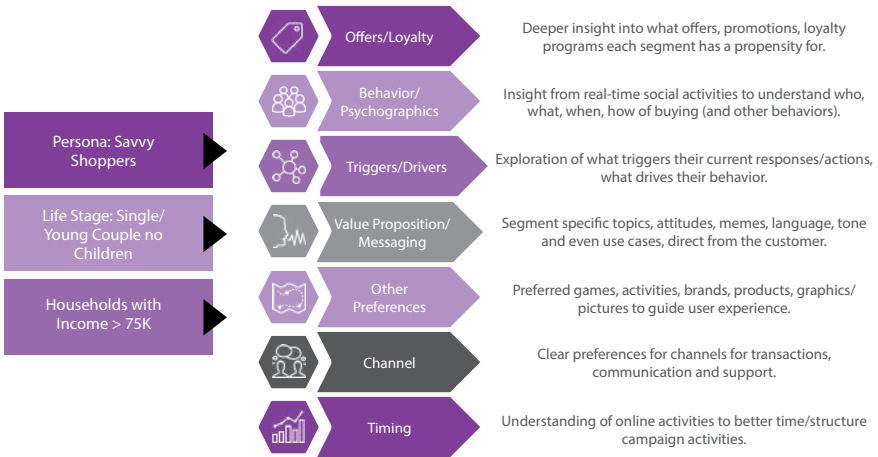 Persona: Savvy
Shoppers
Life Stage: Single/
Young Couple no
Children
Households with
Income > 75K
Offers/Loyalty
Deeper insight into what offers, promotions, loyalty
programs each segment has a propensity for.
Behavior/
Psychographics
Insight from real-time social activities to understand who,
what, when, how of buying (and other behaviors).
Triggers/Drivers
Exploration of what triggers their current responses/actions,
what drives their behavior.
Value Proposition/
Messaging
Segment specific topics, attitudes, memes, language, tone
and even use cases, direct from the customer.
Other
Preferences
Preferred games, activities, brands, products, graphics/
pictures to guide user experience.
Channel
Clear preferences for channels for transactions,
communication and support.
Timing
Understanding of online activities to better time/structure
campaign activities.